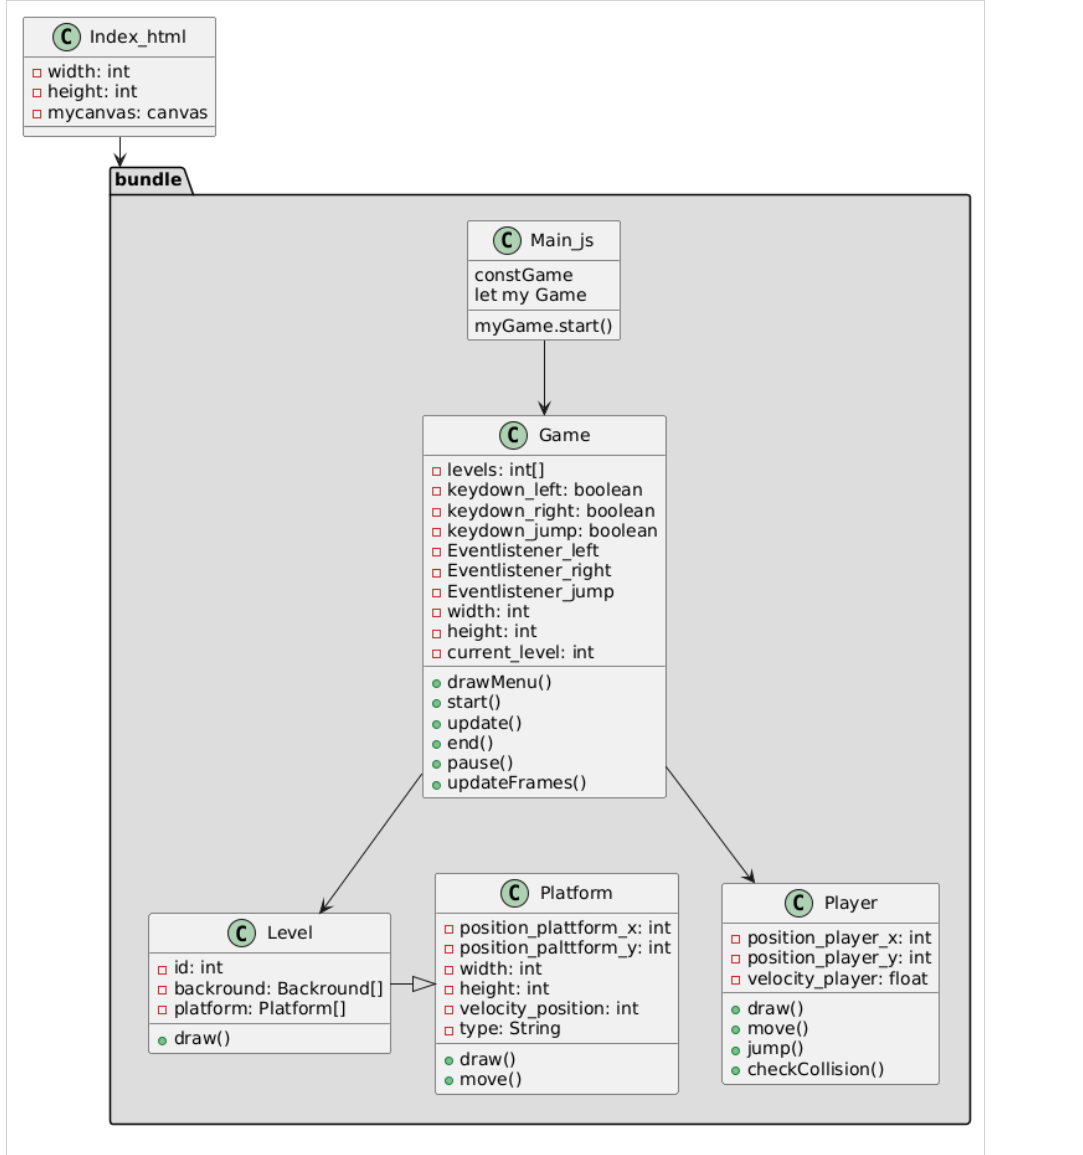 C Index_html
width: int
height: int
mycanvas: canvas
bundle
C Main_js
constGame
let my Game
myGame.start()
C Game
levels: int[]
keydown_left: boolean
keydown_right: boolean
keydown_jump: boolean
Eventlistener_left
Eventlistener_right
Eventlistener_jump
width: int
height: int
current_level: int
drawMenu()
start()
update()
end()
pause()
updateFrames()
C Level
id: int
backround: Backround[]
platform: Platform[]
draw()
C Platform
position_plattform_x: int
position_palttform_y: int
width: int
height: int
velocity_position: int
type: String
draw()
move()
C Player
position_player_x: int
position_player_y: int
velocity_player: float
draw()
move()
jump()
checkCollision()